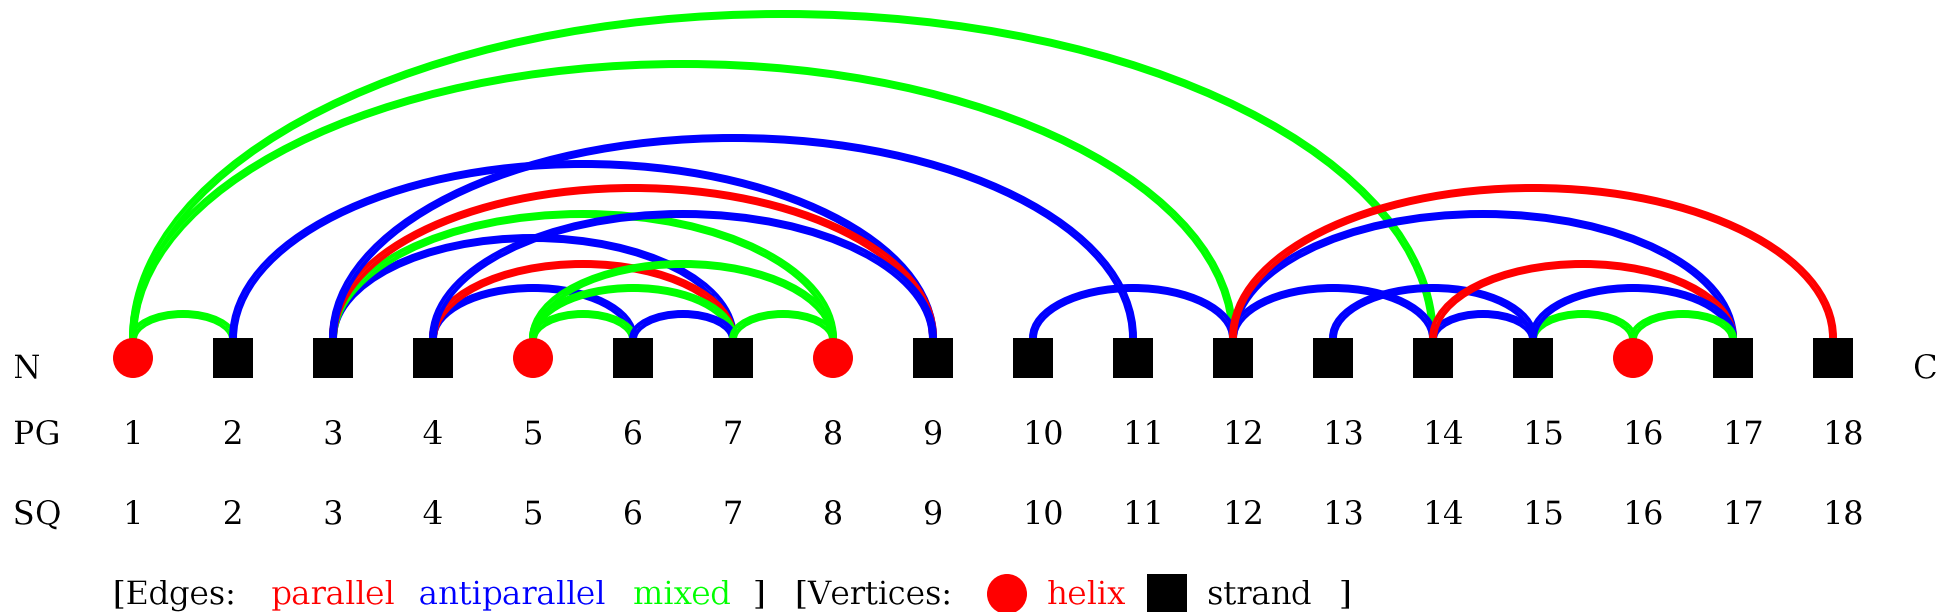 N C
PG 1 2 3 4 5 6 7 8 9 10 11 12 13 14 15 16 17 18
SQ 1 2 3 4 5 6 7 8 9 10 11 12 13 14 15 16 17 18
[Edges: parallel antiparallel mixed ] [Vertices: helix strand ]